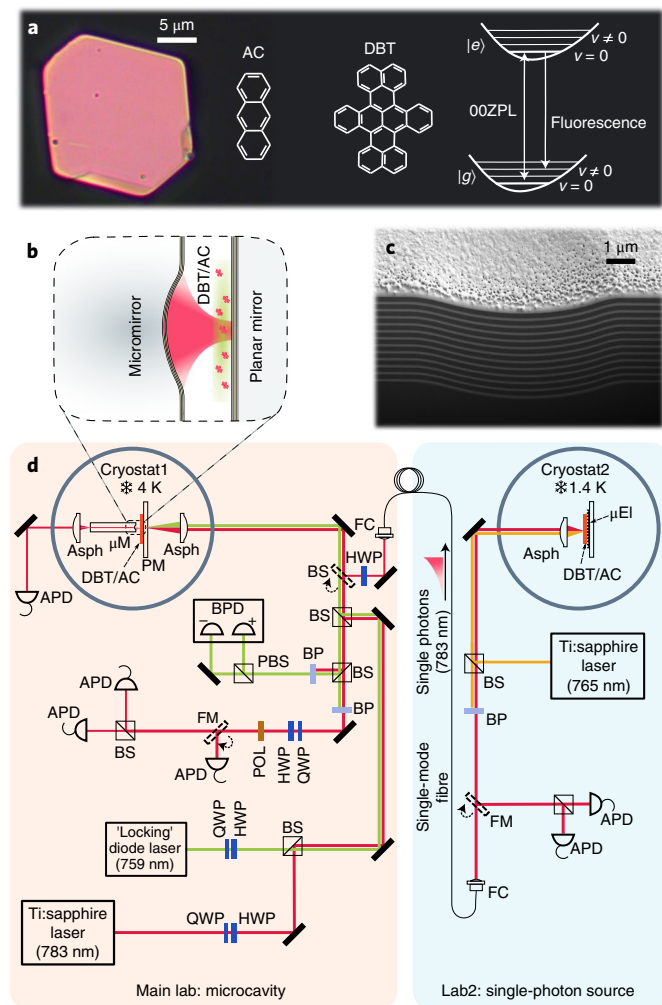 a
5 µm
AC
DBT
|e⟩
v ≠ 0
v = 0
00ZPL
Fluorescence
|g⟩
v ≠ 0
v = 0
b
Micromirror
DBT/AC
Planar mirror
c
1 µm
d
Cryostat1
4 K
Asph
µM
PM
Asph
DBT/AC
APD
BS
HWP
FC
BS
BPD
−
+
PBS
BP
BS
BP
APD
APD
BS
FM
APD
POL
HWP
QWP
'Locking'
diode laser
(759 nm)
QWP
HWP
BS
Ti:sapphire
laser
(783 nm)
QWP
HWP
Main lab: microcavity
Single photons
(783 nm)
Single-mode
fibre
Cryostat2
1.4 K
µEl
Asph
DBT/AC
BS
Ti:sapphire
laser
(765 nm)
BP
FM
APD
APD
FC
Lab2: single-photon source